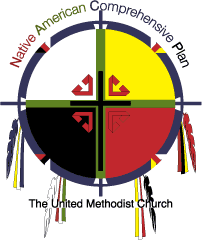 Native American Comprehensive Plan
The United Methodist Church